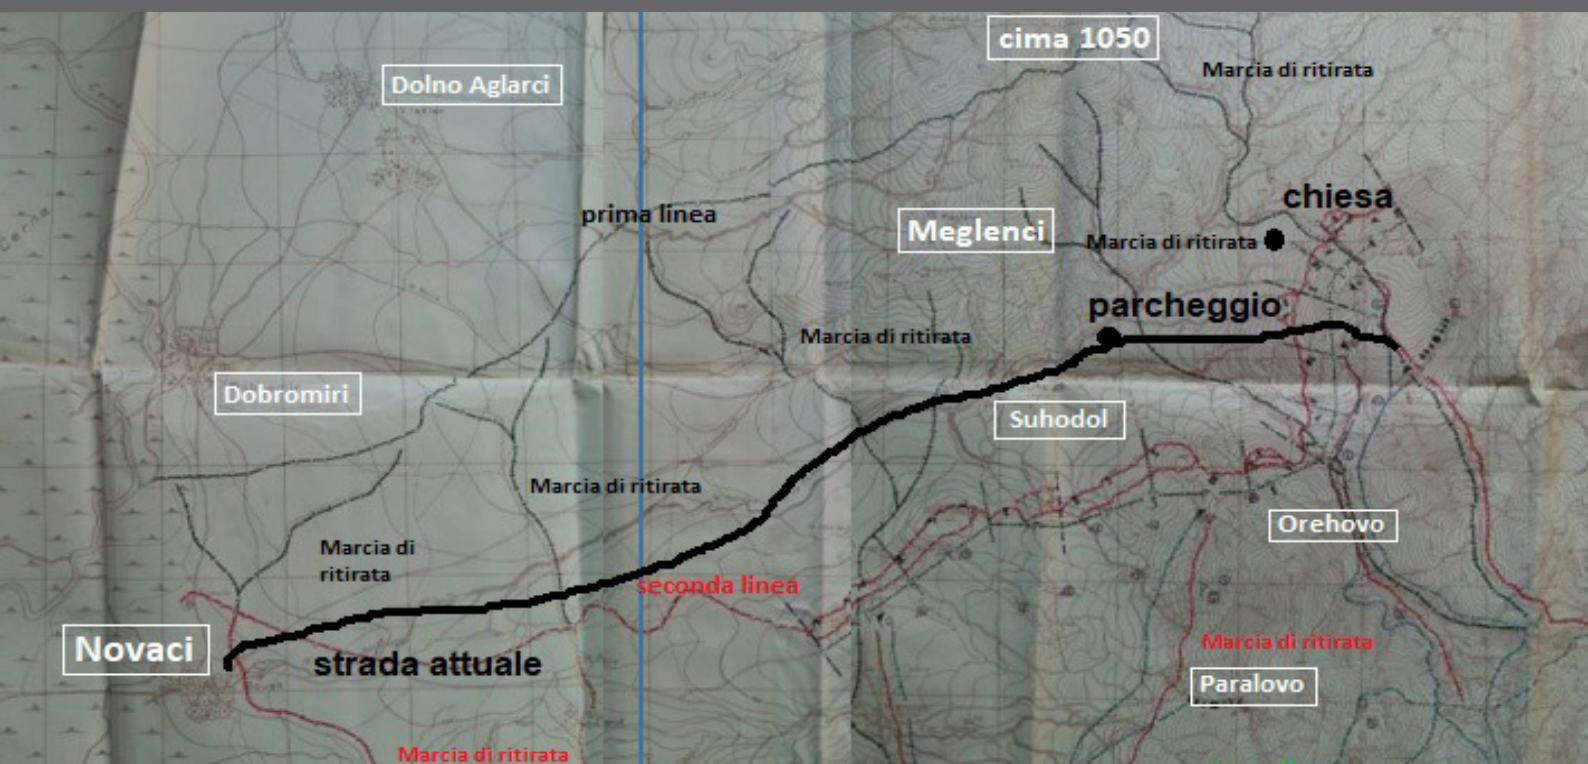 cima 1050
Marcia di ritirata
Dolno Aglarci
Cerna
chiesa
prima linea
Meglenci
Marcia di ritirata
Cerna
parcheggio
Marcia di ritirata
Dobromiri
Suhodol
Marcia di ritirata
Orehovo
Marcia di
ritirata
seconda linea
Novaci
strada attuale
Marcia di ritirata
Paralovo
Marcia di ritirata